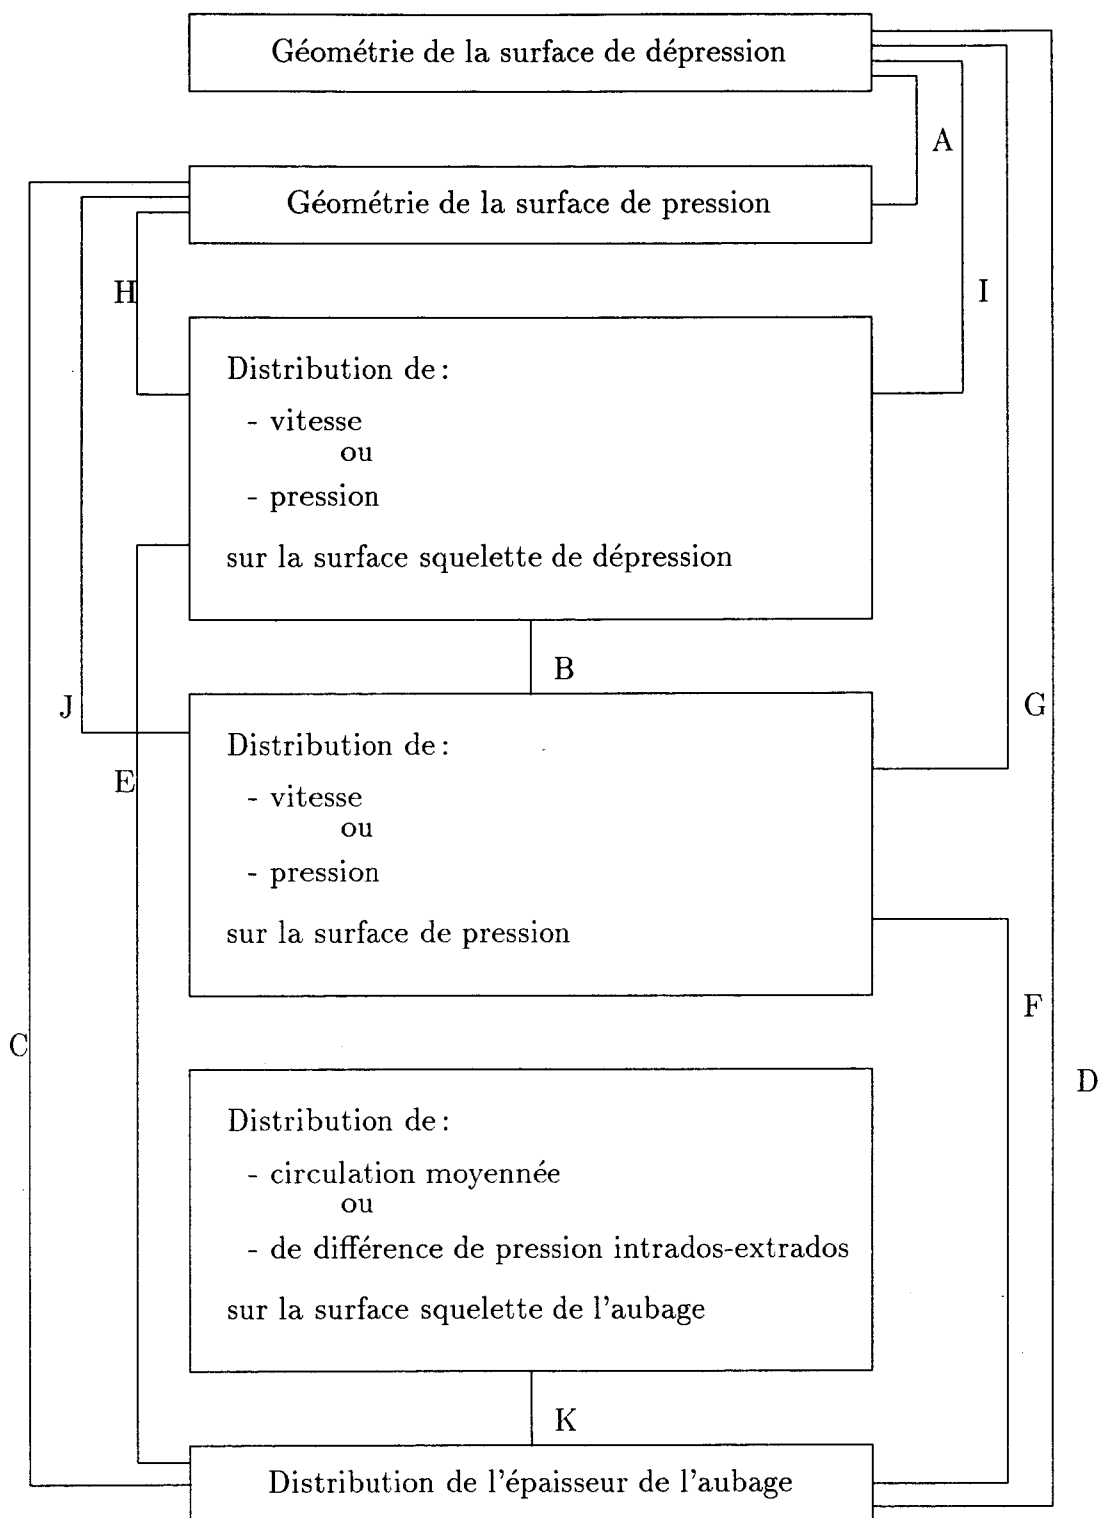 Géométrie de la surface de dépression
A
Géométrie de la surface de pression
H
I
Distribution de :
- vitesse
ou
- pression
sur la surface squelette de dépression
B
J
G
Distribution de :
E
- vitesse
ou
- pression
sur la surface de pression
F
C
D
Distribution de :
- circulation moyennée
ou
- de différence de pression intrados-extrados
sur la surface squelette de l'aubage
K
Distribution de l'épaisseur de l'aubage